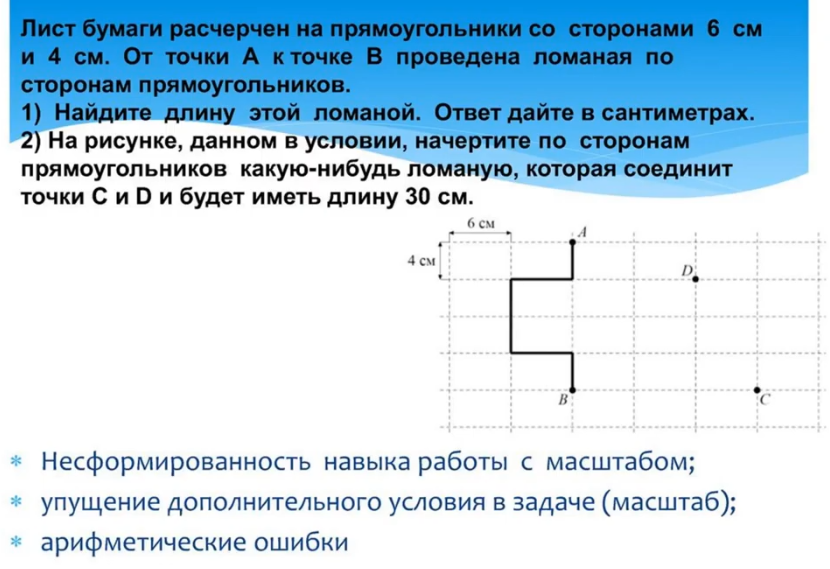 Лист бумаги расчерчен на прямоугольники со сторонами 6 см
и 4 см. От точки А к точке В проведена ломаная по
сторонам прямоугольников.
1) Найдите длину этой ломаной. Ответ дайте в сантиметрах.
2) На рисунке, данном в условии, начертите по сторонам
прямоугольников какую-нибудь ломаную, которая соединит
точки С и D и будет иметь длину 30 см.
6 см
A
4 см
D
B
C
* Несформированность навыка работы с масштабом;
* упущение дополнительного условия в задаче (масштаб);
* арифметические ошибки